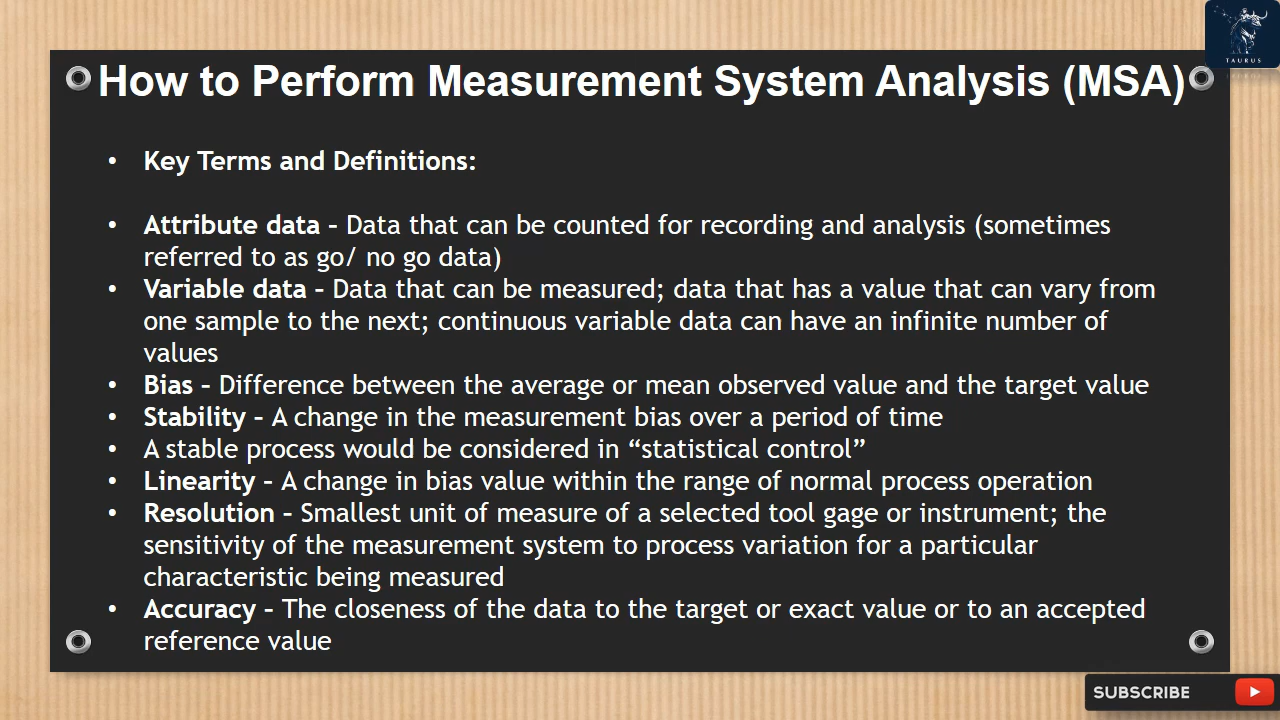 TAURUS
How to Perform Measurement System Analysis (MSA)
• Key Terms and Definitions:
• Attribute data – Data that can be counted for recording and analysis (sometimes
referred to as go/ no go data)
• Variable data – Data that can be measured; data that has a value that can vary from
one sample to the next; continuous variable data can have an infinite number of
values
• Bias – Difference between the average or mean observed value and the target value
• Stability – A change in the measurement bias over a period of time
• A stable process would be considered in “statistical control”
• Linearity – A change in bias value within the range of normal process operation
• Resolution – Smallest unit of measure of a selected tool gage or instrument; the
sensitivity of the measurement system to process variation for a particular
characteristic being measured
• Accuracy – The closeness of the data to the target or exact value or to an accepted
reference value
SUBSCRIBE